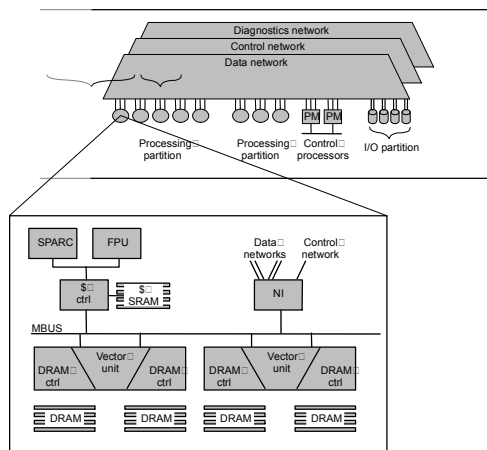 Diagnostics network
Control network
Data network
PM PM
Processing□ Processing□ Control□ I/O partition
partition partition processors
SPARC FPU Data□ Control□
networks network
$□ $□ NI
ctrl SRAM
MBUS
Vector□ Vector□
unit unit
DRAM□ DRAM□ DRAM□ DRAM□
ctrl ctrl ctrl ctrl
DRAM DRAM DRAM DRAM